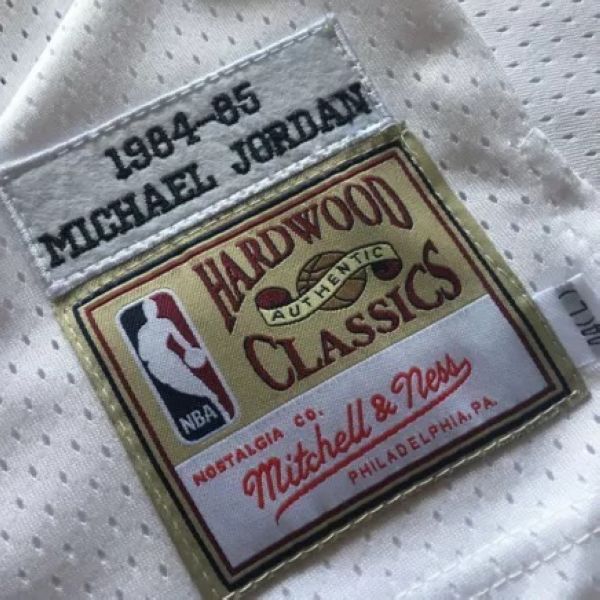 1984-85
MICHAEL JORDAN
HARDWOOD
AUTHENTIC
CLASSICS
NBA
NOSTALGIA CO.
Mitchell & Ness
PHILADELPHIA, PA.